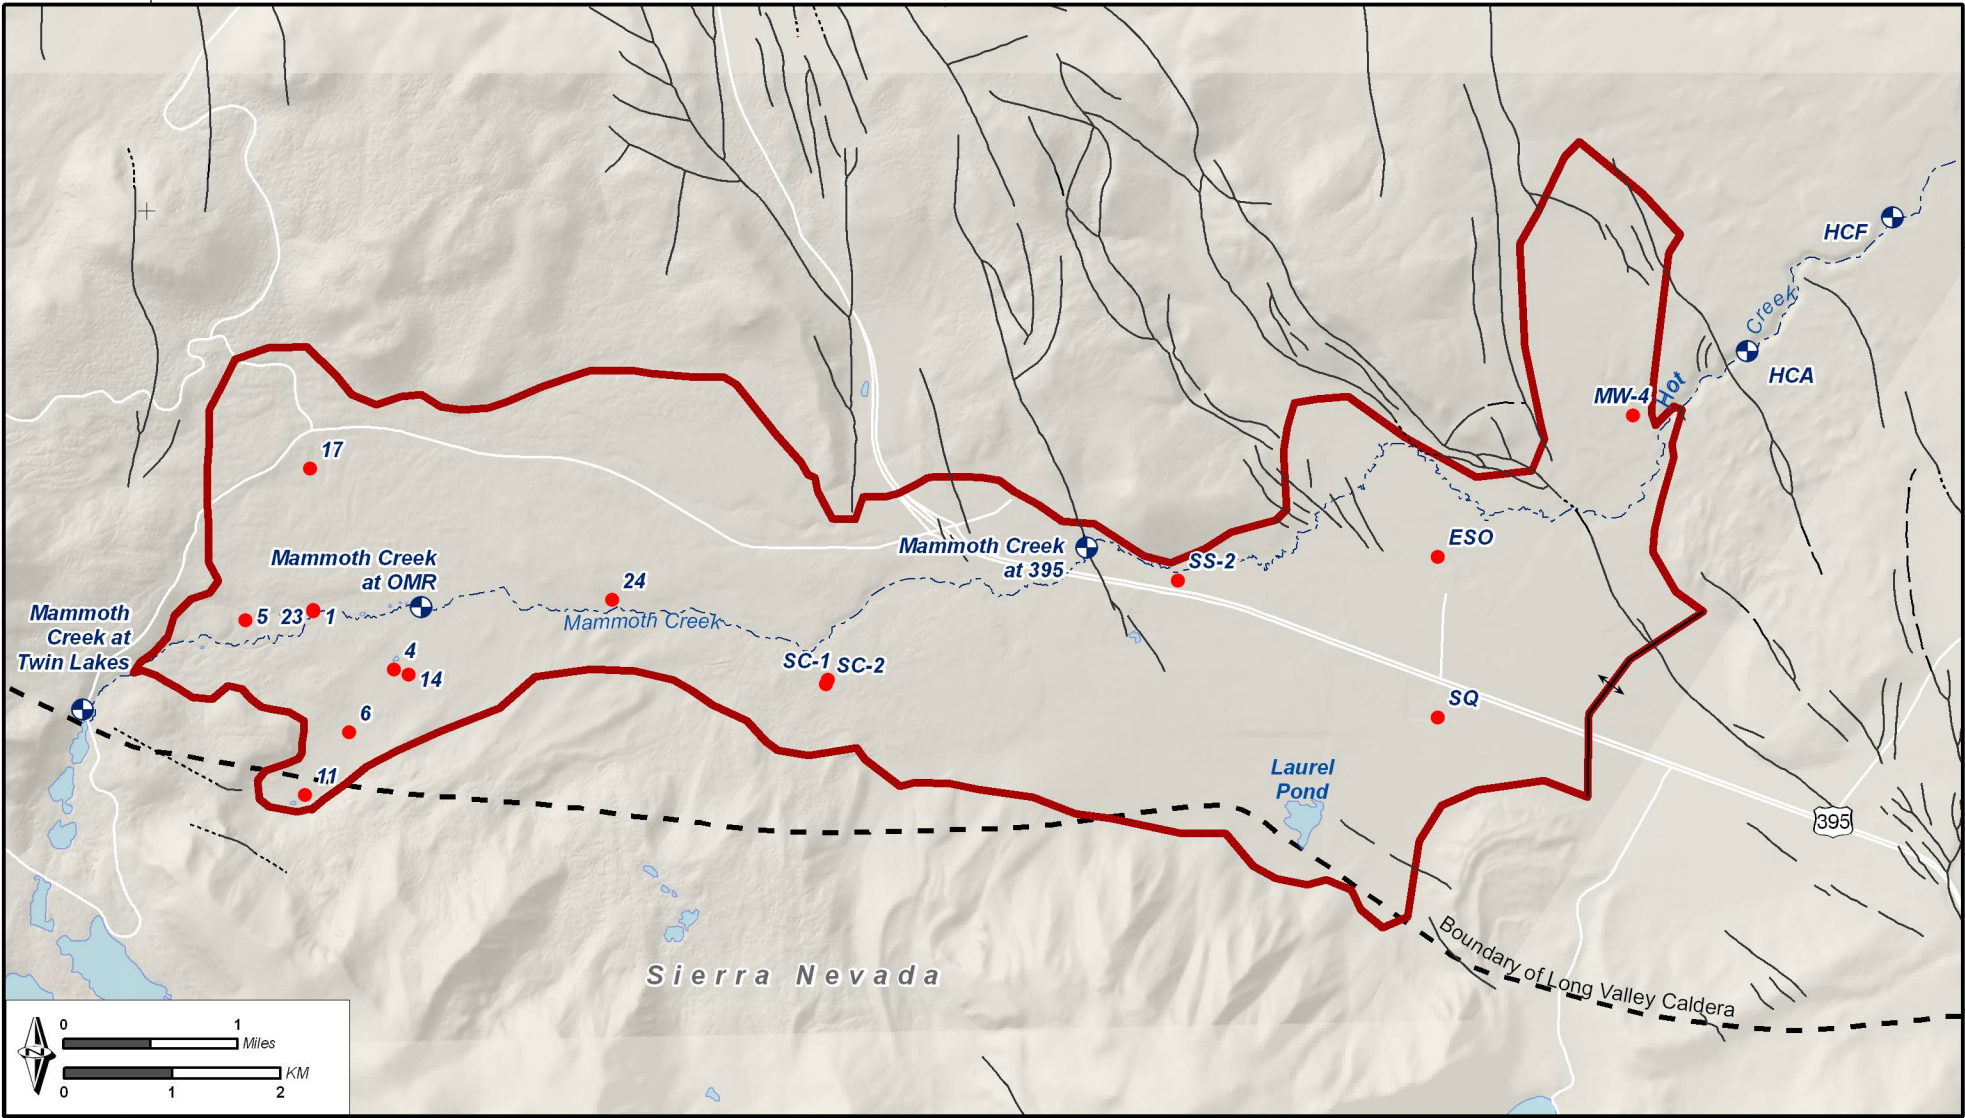 HCF
Creek
HCA
MW-4
Hot
17
ESO
Mammoth Creek
at 395
SS-2
Mammoth Creek
at OMR
24
Mammoth
Creek at
Twin Lakes
5
23
1
Mammoth Creek
4
14
SC-1
SC-2
6
SQ
11
Laurel
Pond
395
Boundary of Long Valley Caldera
Sierra Nevada
N
0
1
Miles
KM
0
1
2